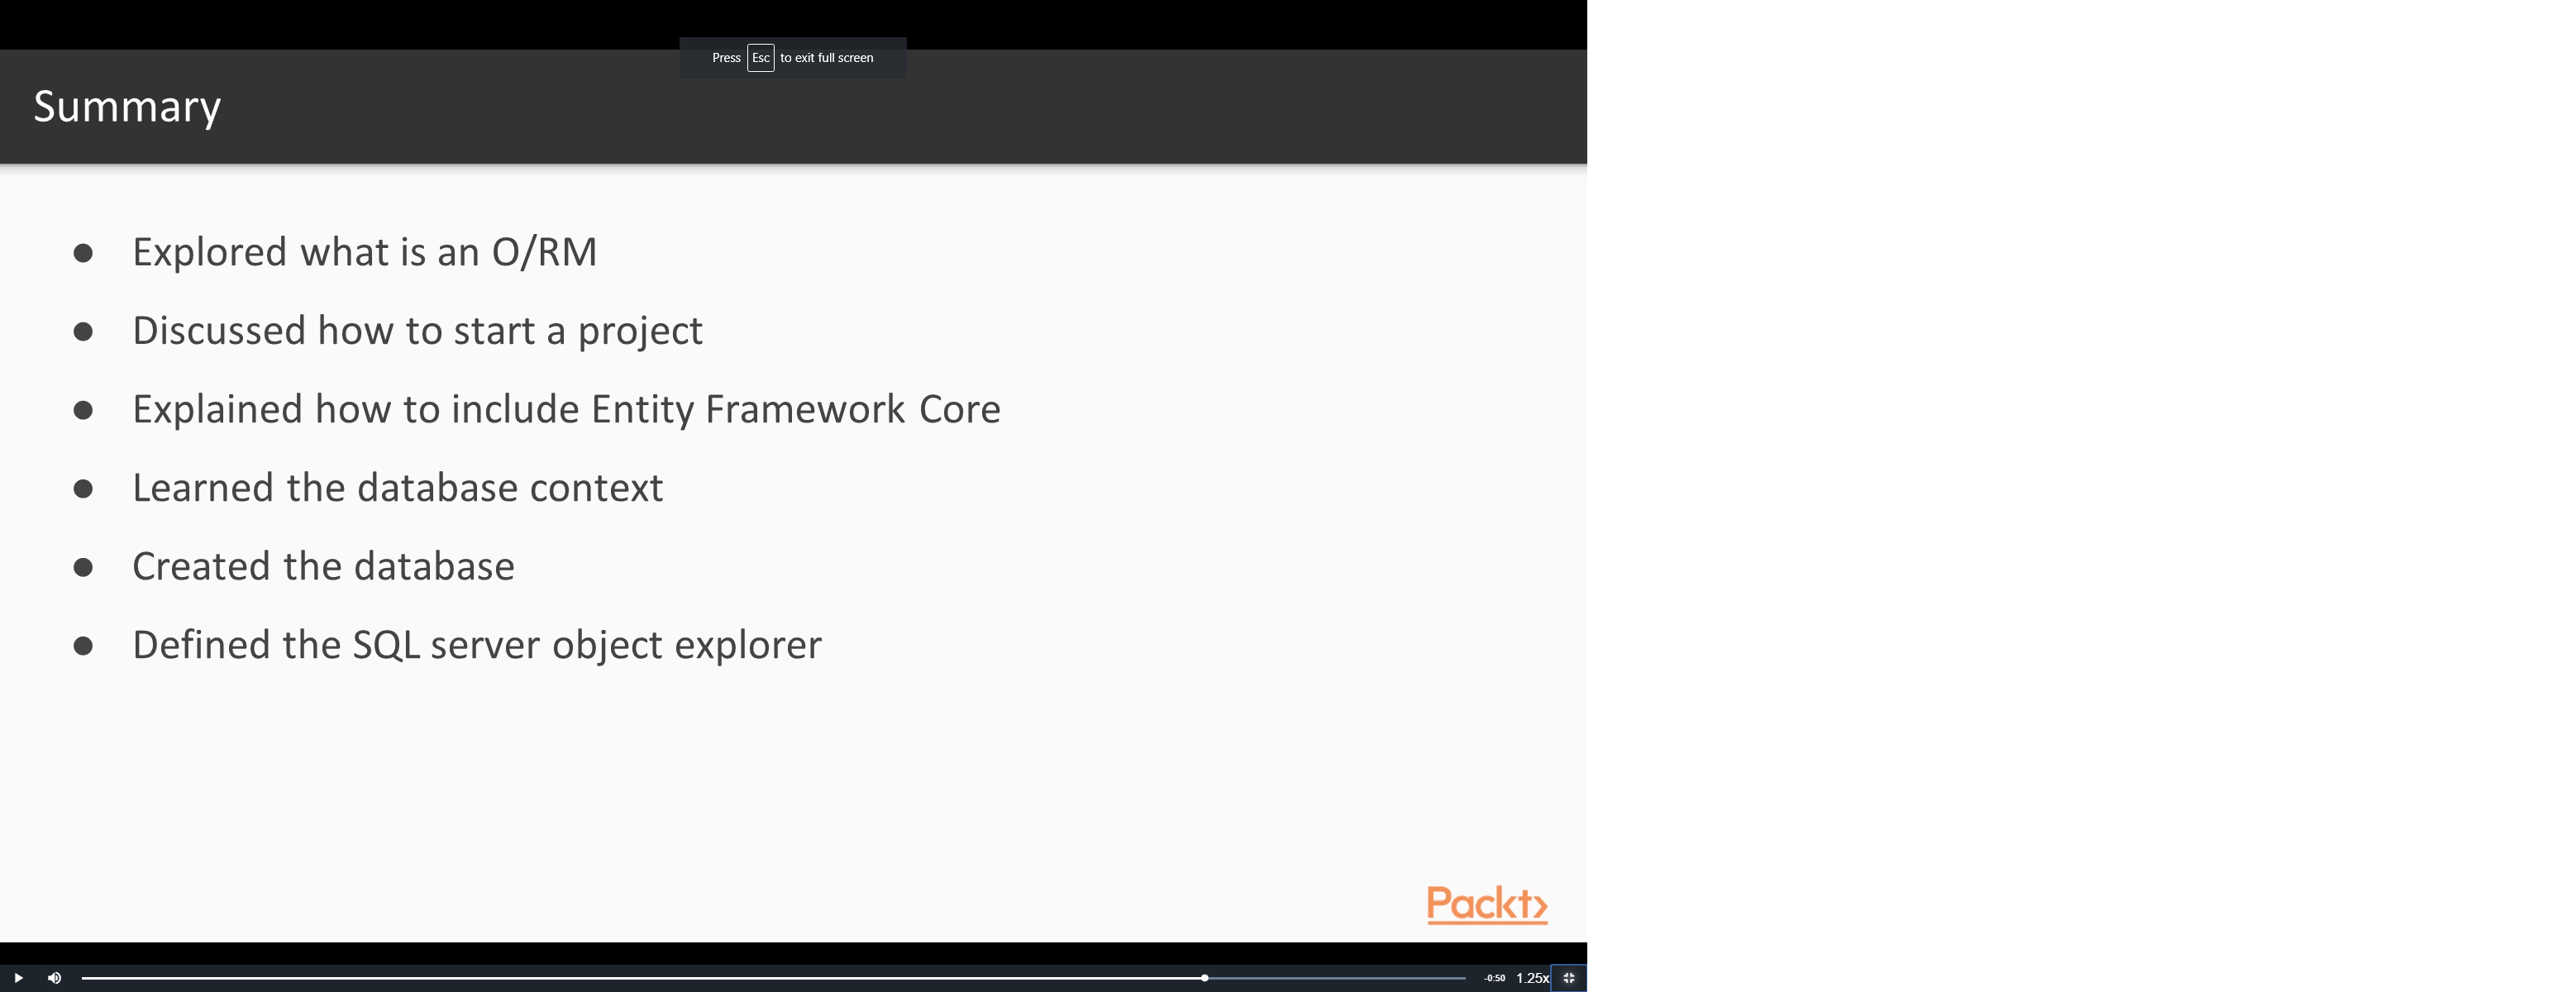 Press Esc to exit full screen
Summary
● Explored what is an O/RM
● Discussed how to start a project
● Explained how to include Entity Framework Core
● Learned the database context
● Created the database
● Defined the SQL server object explorer
Packt>
-0:50 1.25x